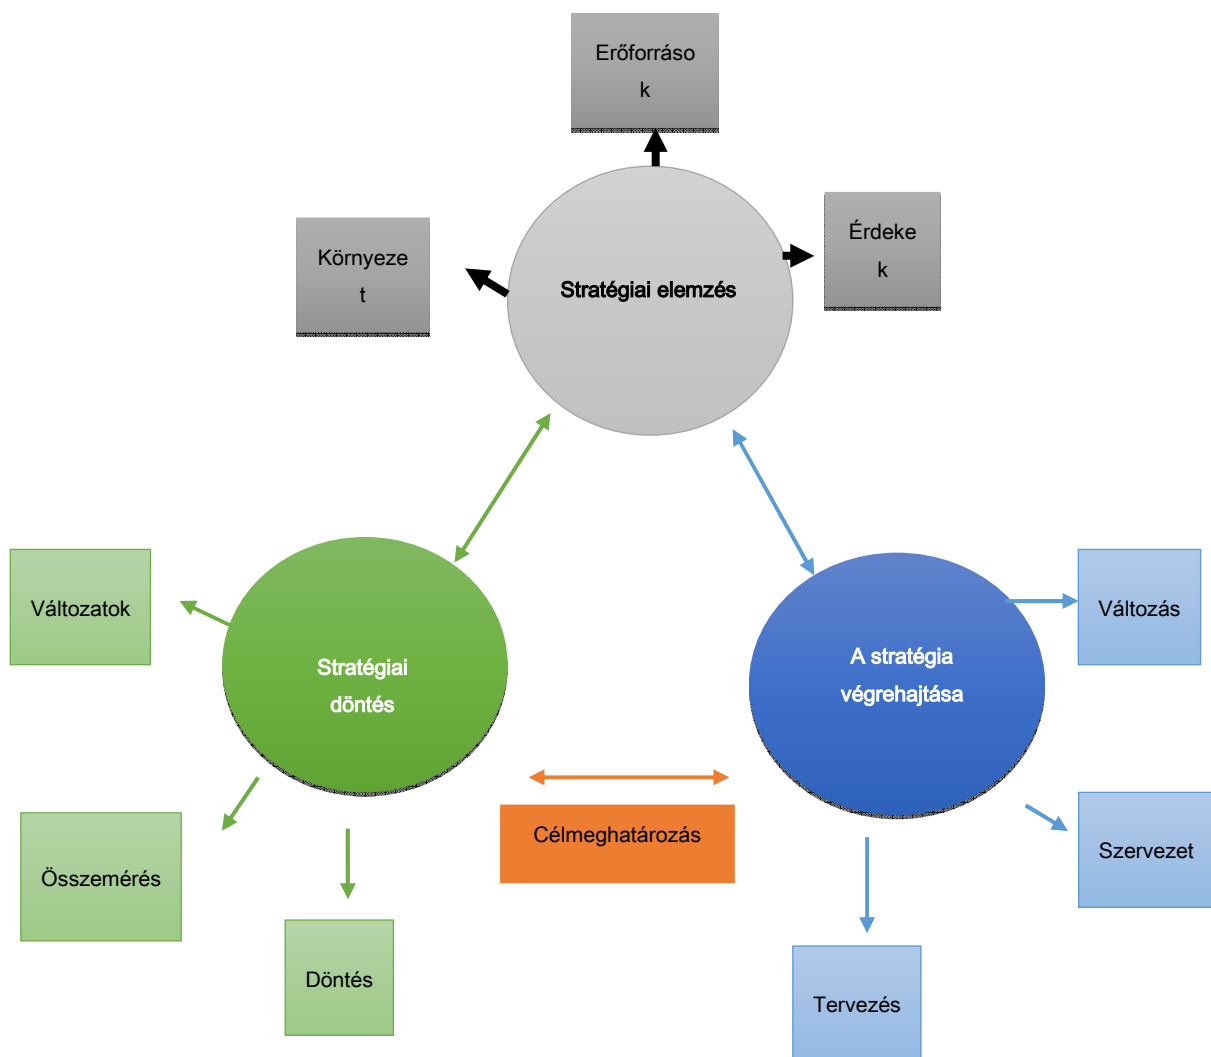 Erőforráso
k
Környeze
t
Érdeke
k
Stratégiai elemzés
Változatok
Stratégiai
döntés
A stratégia
végrehajtása
Változás
Összemérés
Célmeghatározás
Szervezet
Döntés
Tervezés